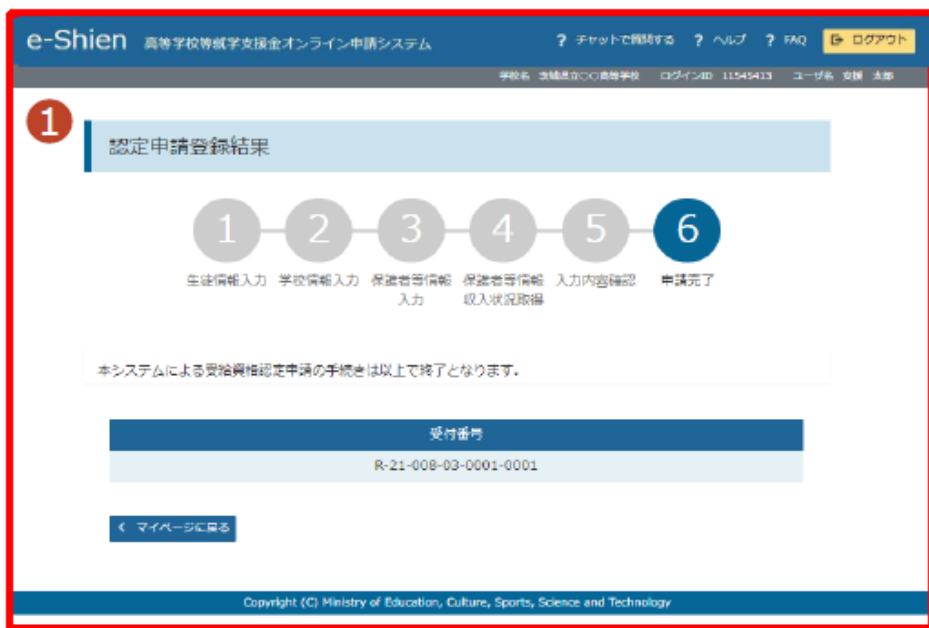 e-Shien 高等学校等就学支援金オンライン申請システム ? チャットで質問する ? ヘルプ ? FAQ ログアウト
学校名 茨城県立〇〇高等学校 ログインID 11545413 ユーザ名 支援 太郎
1
認定申請登録結果
1 2 3 4 5 6
生徒情報入力 学校情報入力 保護者等情報 保護者等情報 入力内容確認 申請完了
入力 収入状況取得
本システムによる受給資格認定申請の手続きは以上で終了となります。
受付番号
R-21-008-03-0001-0001
マイページに戻る
Copyright (C) Ministry of Education, Culture, Sports, Science and Technology